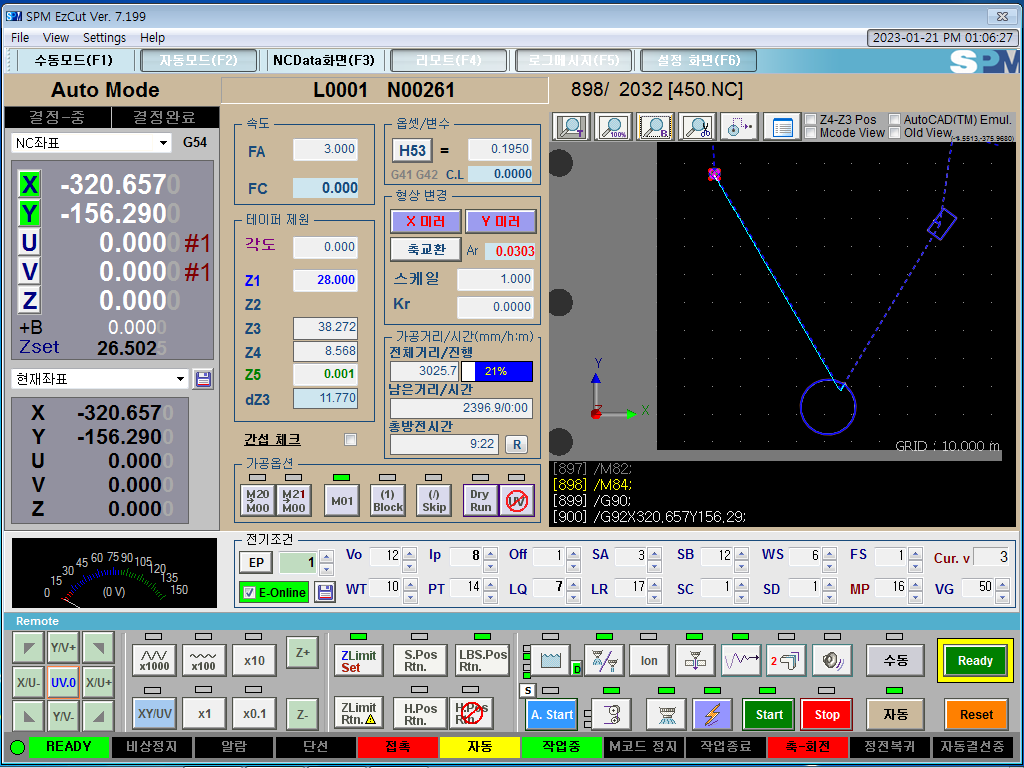 SPM EzCut Ver. 7.199
File View Settings Help
2023-01-21 PM 01:06:27
수동모드(F1) 자동모드(F2) NCData화면(F3) 리모트(F4) 로그메시지(F5) 설정 화면(F6)
SPM
Auto Mode L0001 N00261 898/ 2032 [450.NC]
결정-중 결정완료
NC좌표 G54
X -320.6570
Y -156.2900
U 0.0000 #1
V 0.0000 #1
Z 0.0000
+B 0.0000
Zset 26.5025
현재좌표
X -320.6570
Y -156.2900
U 0.0000
V 0.0000
Z 0.0000
속도
FA 3.000
FC 0.000
테이퍼 제원
각도 0.000
Z1 28.000
Z2
Z3 38.272
Z4 8.568
Z5 0.001
dZ3 11.770
간섭 체크
옵셋/변수
H53 = 0.1950
G41 G42 C.L 0.0000
형상 변경
X 미러 Y 미러
축교환 Ar 0.0303
스케일 1.000
Kr 0.0000
가공거리/시간(mm/h:m)
전체거리/진행
3025.7 21%
남은거리/시간
2396.9/0:00
총방전시간
9:22 R
가공옵션
M20 M00 M21 M00 M01 (1) Block (/) Skip Dry Run UV
T 100% B
Z4-Z3 Pos AutoCAD(TM) Emul.
Mcode View Old View
Y
Z X
GRID : 10.000 m
[897] /M82;
[898] /M84;
[899] /G90;
[900] /G92X320.657Y156.29;
0 15 30 45 60 75 90 105 120 135 150
(0 V)
전기조건
EP 1 Vo 12 Ip 8 Off 1 SA 3 SB 12 WS 6 FS 1 Cur. v 3
E-Online WT 10 PT 14 LQ 7 LR 17 SC 1 SD 1 MP 16 VG 50
Remote
Y/V+
X/U- UV.0 X/U+
Y/V-
x1000 x100 x10 Z+
XY/UV x1 x0.1 Z-
ZLimit Set S.Pos Rtn. LBS.Pos Rtn.
ZLimit Rtn. H.Pos Rtn. H.Pos Rtn.
D Ion 2 수동 Ready
S A. Start Start Stop 자동 Reset
READY 비상정지 알람 단선 접촉 자동 작업중 M코드 정지 작업종료 축-회전 정전복귀 자동결선중